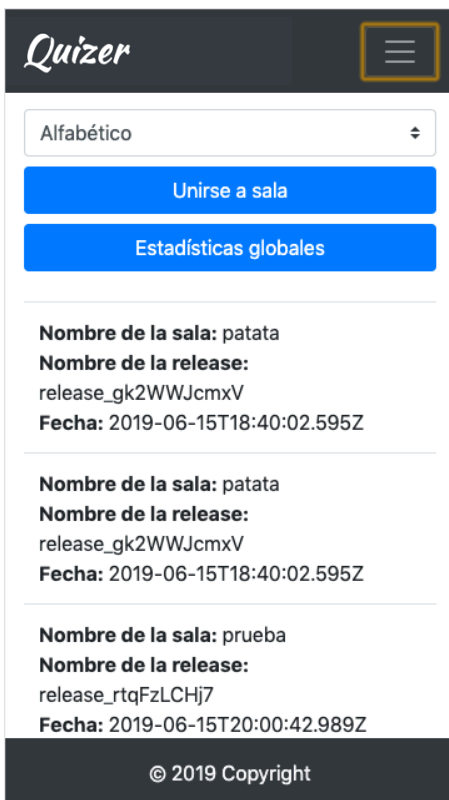 Quizer
Alfabético
Unirse a sala
Estadísticas globales
Nombre de la sala: patata
Nombre de la release:
release_gk2WWJcmxV
Fecha: 2019-06-15T18:40:02.595Z
Nombre de la sala: patata
Nombre de la release:
release_gk2WWJcmxV
Fecha: 2019-06-15T18:40:02.595Z
Nombre de la sala: prueba
Nombre de la release:
release_rtqFzLCHj7
Fecha: 2019-06-15T20:00:42.989Z
© 2019 Copyright